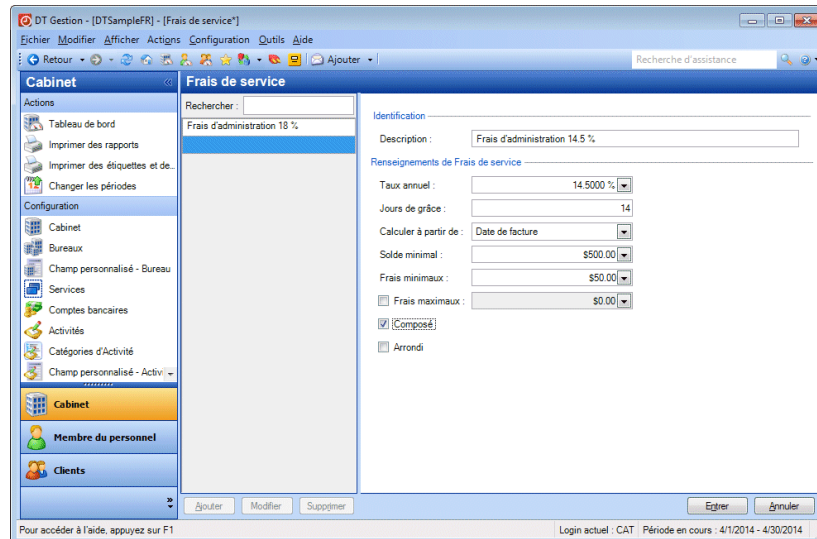 DT Gestion - [DTSampleFR] - [Frais de service*]
Fichier Modifier Afficher Actions Configuration Outils Aide
Retour Ajouter Recherche d'assistance
Cabinet
Frais de service
Actions
Tableau de bord
Imprimer des rapports
Imprimer des étiquettes et de...
Changer les périodes
Configuration
Cabinet
Bureaux
Champ personnalisé - Bureau
Services
Comptes bancaires
Activités
Catégories d'Activité
Champ personnalisé - Activi
Cabinet
Membre du personnel
Clients
Rechercher :
Frais d'administration 18 %
Identification
Description : Frais d'administration 14.5 %
Renseignements de Frais de service
Taux annuel : 14.5000 %
Jours de grâce : 14
Calculer à partir de : Date de facture
Solde minimal : $500.00
Frais minimaux : $50.00
Frais maximaux : $0.00
Composé
Arrondi
Ajouter Modifier Supprimer Entrer Annuler
Pour accéder à l'aide, appuyez sur F1 Login actuel : CAT Période en cours : 4/1/2014 - 4/30/2014